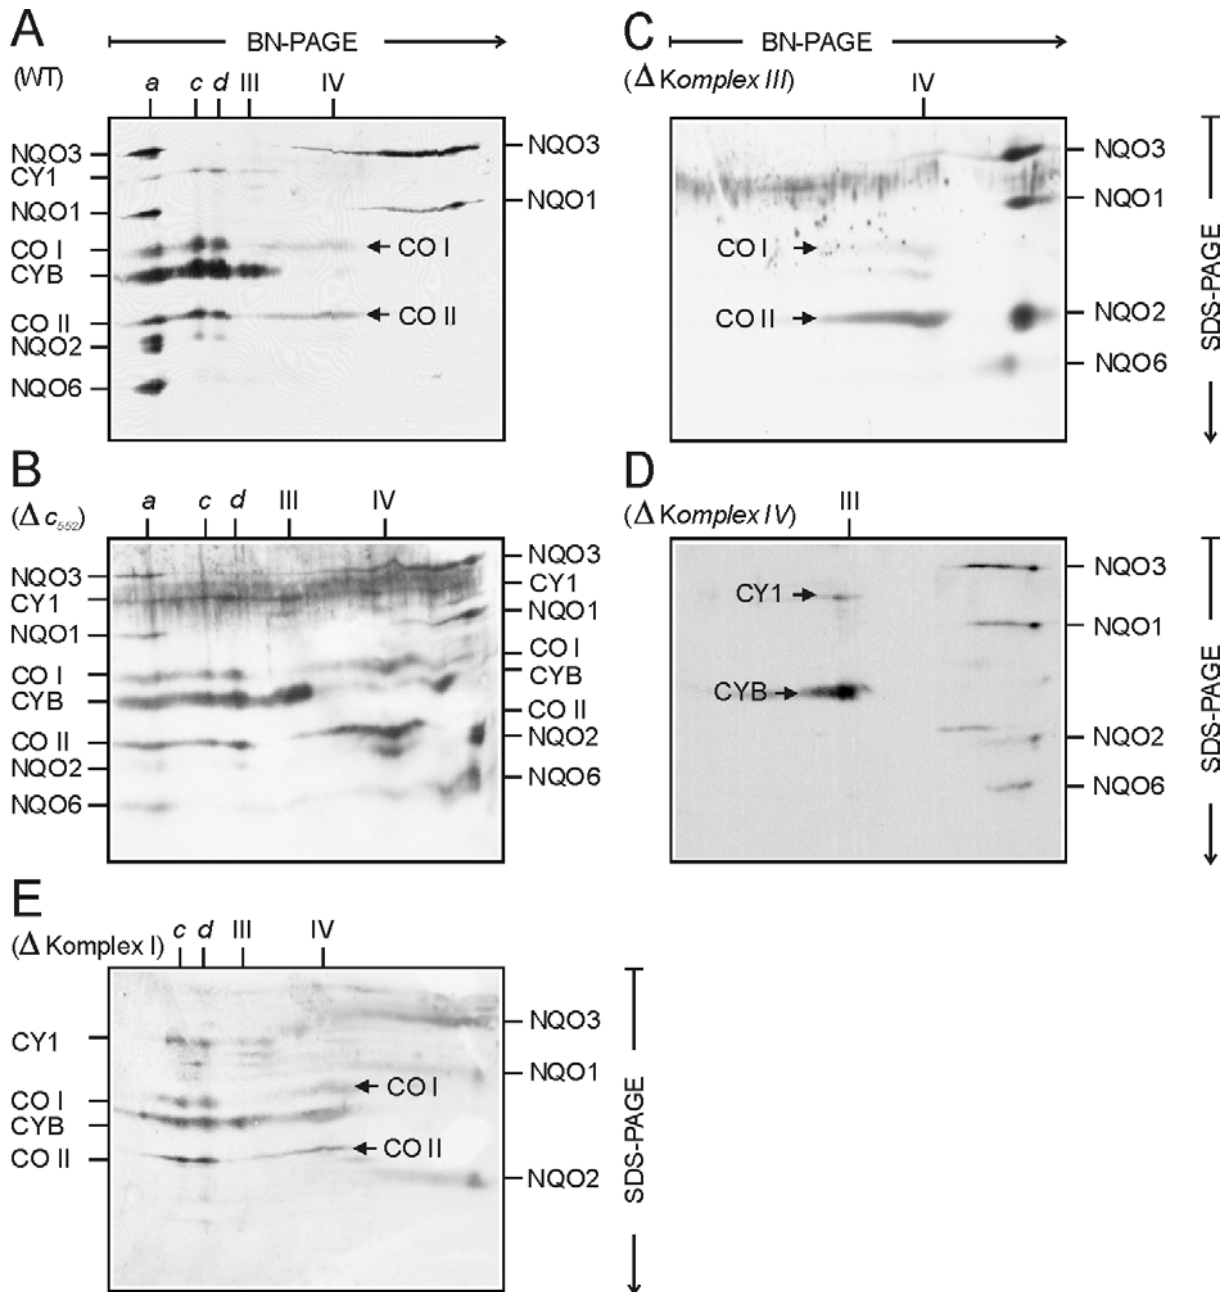 A
BN-PAGE
(WT)
a c d III IV
NQO3
CY1
NQO1
CO I
CYB
CO II
NQO2
NQO6
NQO3
NQO1
CO I
CO II
C
BN-PAGE
(Δ Komplex III)
IV
CO I
CO II
NQO3
NQO1
NQO2
NQO6
SDS-PAGE
B
(Δ c552)
a c d III IV
NQO3
CY1
NQO1
CO I
CYB
CO II
NQO2
NQO6
NQO3
CY1
NQO1
CO I
CYB
CO II
NQO2
NQO6
D
(Δ Komplex IV)
III
CY1
CYB
NQO3
NQO1
NQO2
NQO6
SDS-PAGE
E
(Δ Komplex I)
c d III IV
CY1
CO I
CYB
CO II
CO I
CO II
NQO3
NQO1
NQO2
SDS-PAGE